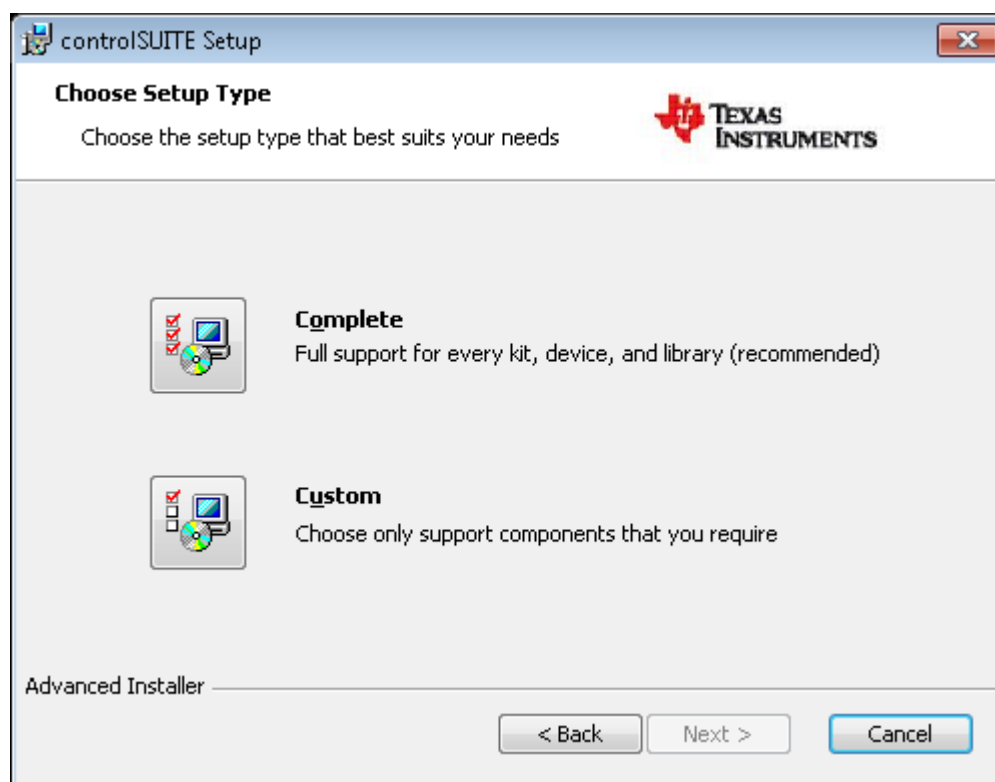 controlSUITE Setup
Choose Setup Type
Choose the setup type that best suits your needs
TEXAS
INSTRUMENTS
Complete
Full support for every kit, device, and library (recommended)
Custom
Choose only support components that you require
Advanced Installer
< Back
Next >
Cancel